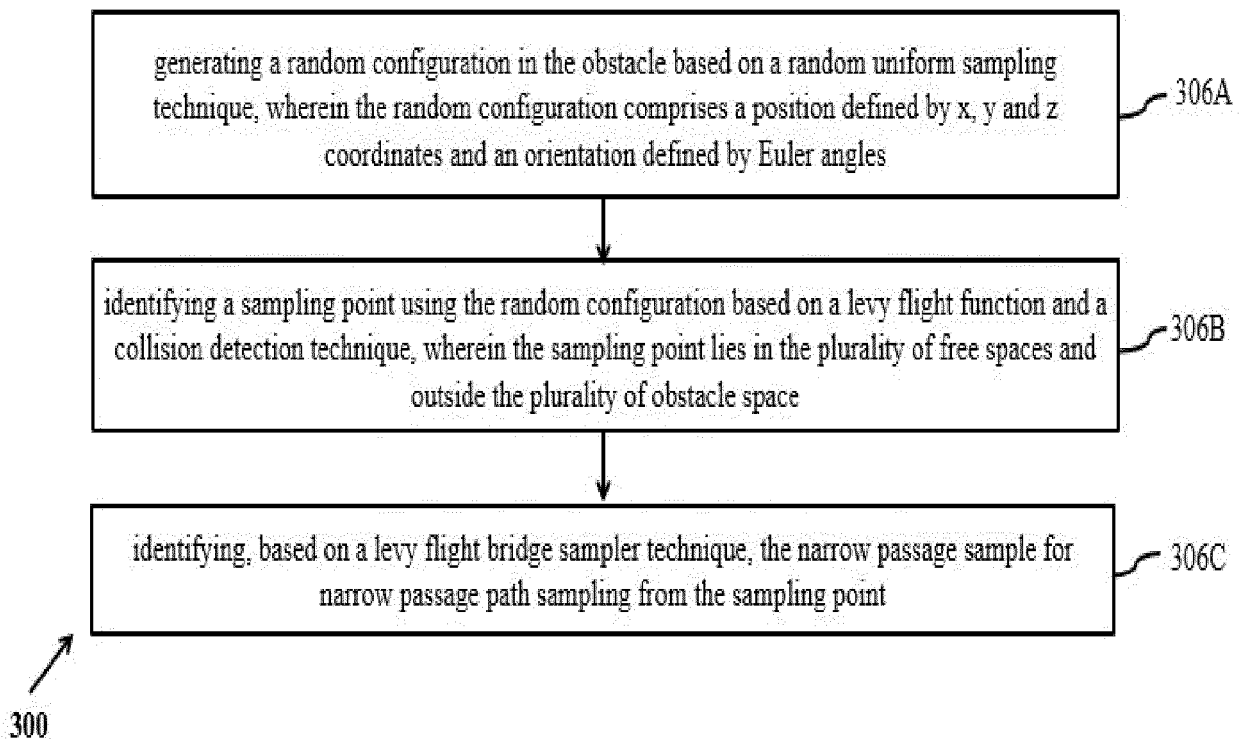 generating a random configuration in the obstacle based on a random uniform sampling
technique, wherein the random configuration comprises a position defined by x, y and z
coordinates and an orientation defined by Euler angles
306A
identifying a sampling point using the random configuration based on a levy flight function and a
collision detection technique, wherein the sampling point lies in the plurality of free spaces and
outside the plurality of obstacle space
306B
identifying, based on a levy flight bridge sampler technique, the narrow passage sample for
narrow passage path sampling from the sampling point
306C
300